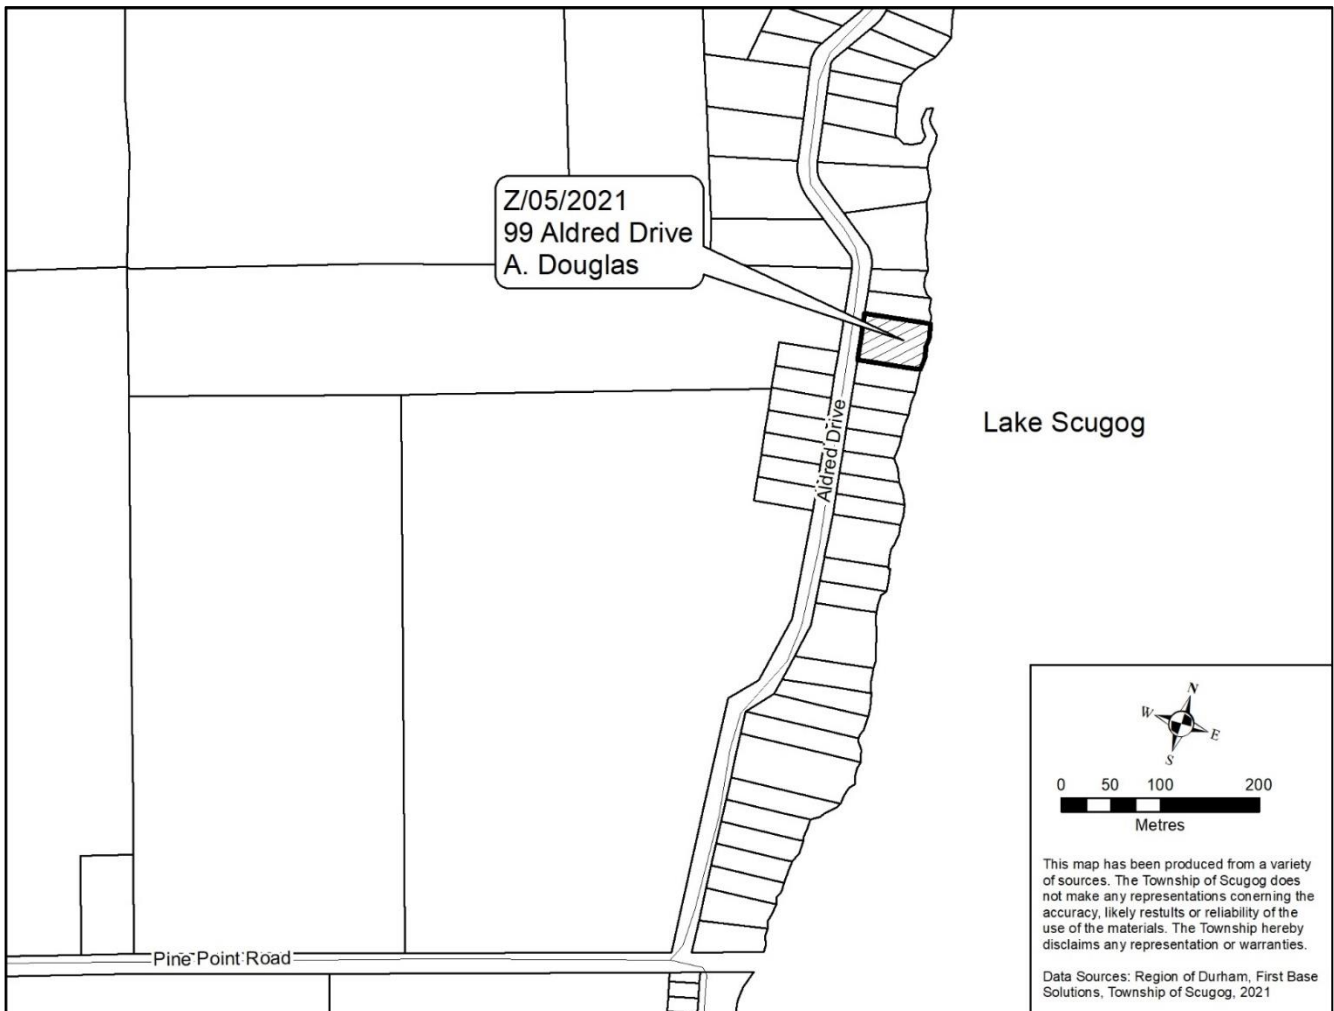 Z/05/2021
99 Aldred Drive
A. Douglas
Aldred Drive
Lake Scugog
Pine Point Road
N
W
E
S
0 50 100 200
Metres
This map has been produced from a variety
of sources. The Township of Scugog does
not make any representations conerning the
accuracy, likely restults or reliability of the
use of the materials. The Township hereby
disclaims any representation or warranties.
Data Sources: Region of Durham, First Base
Solutions, Township of Scugog, 2021